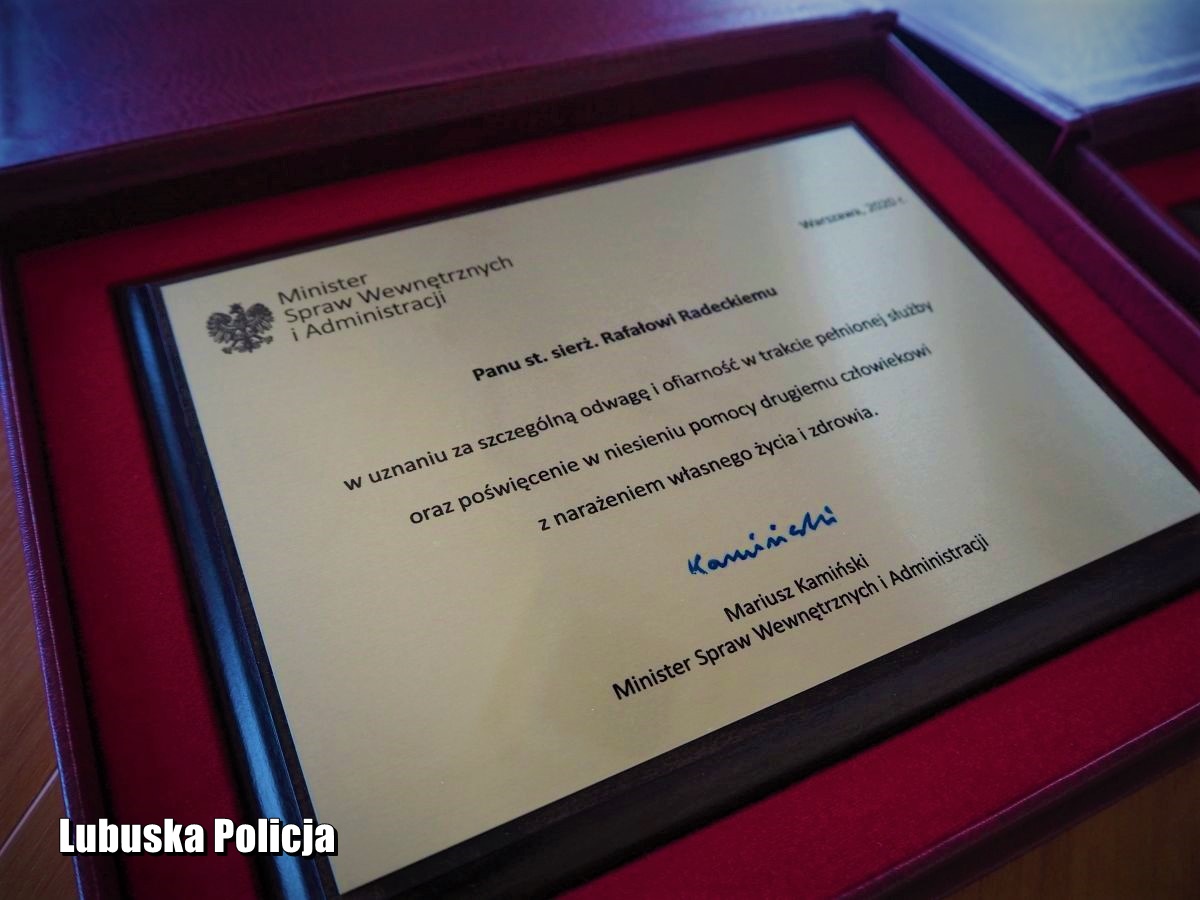 Warszawa, 2020 r.
Minister
Spraw Wewnętrznych
i Administracji
Panu st. sierż. Rafałowi Radeckiemu
w uznaniu za szczególną odwagę i ofiarność w trakcie pełnionej służby
oraz poświęcenie w niesieniu pomocy drugiemu człowiekowi
z narażeniem własnego życia i zdrowia.
Kamiński
Mariusz Kamiński
Minister Spraw Wewnętrznych i Administracji
Lubuska Policja